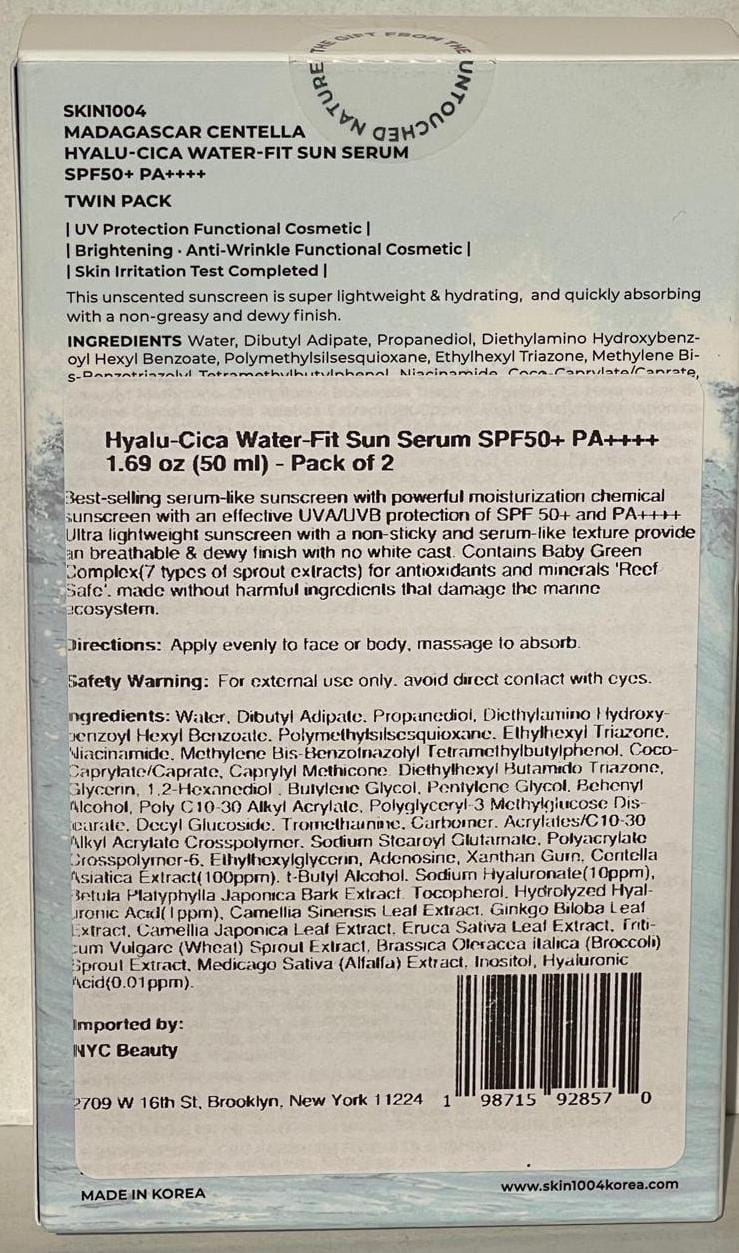 THE GIFT FROM THE UNTOUCHED NATURE
SKIN1004
MADAGASCAR CENTELLA
HYALU-CICA WATER-FIT SUN SERUM
SPF50+ PA++++
TWIN PACK
| UV Protection Functional Cosmetic |
| Brightening · Anti-Wrinkle Functional Cosmetic |
| Skin Irritation Test Completed |
This unscented sunscreen is super lightweight & hydrating, and quickly absorbing
with a non-greasy and dewy finish.
INGREDIENTS Water, Dibutyl Adipate, Propanediol, Diethylamino Hydroxybenz-
oyl Hexyl Benzoate, Polymethylsilsesquioxane, Ethylhexyl Triazone, Methylene Bi-
s-Benzotriazolyl Tetramethylbutylphenol, Niacinamide, Coco-Caprylate/Caprate,
Hyalu-Cica Water-Fit Sun Serum SPF50+ PA++++
1.69 oz (50 ml) - Pack of 2
Best-selling serum-like sunscreen with powerful moisturization chemical
sunscreen with an effective UVA/UVB protection of SPF 50+ and PA++++
Ultra lightweight sunscreen with a non-sticky and serum-like texture provide
an breathable & dewy finish with no white cast. Contains Baby Green
Complex(7 types of sprout extracts) for antioxidants and minerals 'Reef
Safe'. made without harmful ingredients that damage the marine
ecosystem.
Directions: Apply evenly to face or body, massage to absorb.
Safety Warning: For external use only. avoid direct contact with eyes.
Ingredients: Water, Dibutyl Adipate. Propanediol, Diethylamino Hydroxy-
benzoyl Hexyl Benzoate. Polymethylsilsesquioxane. Ethylhexyl Triazone,
Niacinamide, Methylene Bis-Benzotriazolyl Tetramethylbutylphenol, Coco-
Caprylate/Caprate, Caprylyl Methicone. Diethylhexyl Butamido Triazone,
Glycerin, 1,2-Hexanediol . Butylene Glycol, Pentylene Glycol, Behenyl
Alcohol, Poly C10-30 Alkyl Acrylate, Polyglyceryl-3 Methylglucose Dis-
earate. Decyl Glucoside. Tromethamine, Carbomer. Acrylates/C10-30
Alkyl Acrylate Crosspolymer. Sodium Stearoyl Glutamate, Polyacrylate
Crosspolymer-6, Ethylhexylglycerin, Adenosine, Xanthan Gum, Centella
Asiatica Extract(100ppm). t-Butyl Alcohol. Sodium Hyaluronate(10ppm),
Betula Platyphylla Japonica Bark Extract. Tocopherol, Hydrolyzed Hyal-
uronic Acid(1ppm), Camellia Sinensis Leaf Extract. Ginkgo Biloba Leaf
Extract, Camellia Japonica Leaf Extract. Eruca Sativa Leaf Extract, Triti-
cum Vulgare (Wheat) Sprout Extract, Brassica Oleracea italica (Broccoli)
Sprout Extract, Medicago Sativa (Alfalfa) Extract, Inositol, Hyaluronic
Acid(0.01ppm).
Imported by:
NYC Beauty
2709 W 16th St, Brooklyn, New York 11224
1 98715 92857 0
MADE IN KOREA
www.skin1004korea.com